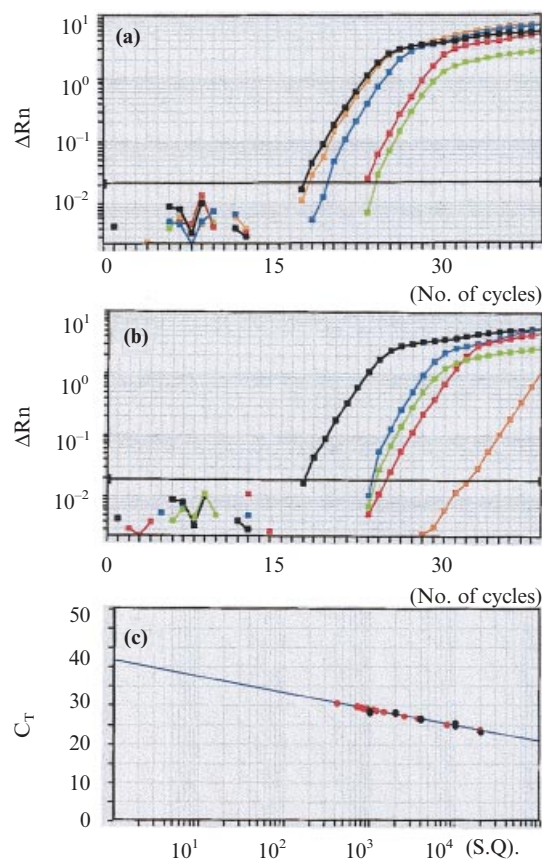 (a)
10¹
10⁰
10⁻¹
10⁻²
ΔRn
0 15 30
(No. of cycles)
(b)
10¹
10⁰
10⁻¹
10⁻²
ΔRn
0 15 30
(No. of cycles)
(c)
50
40
30
20
10
0
C_T
10¹ 10² 10³ 10⁴ (S.Q).